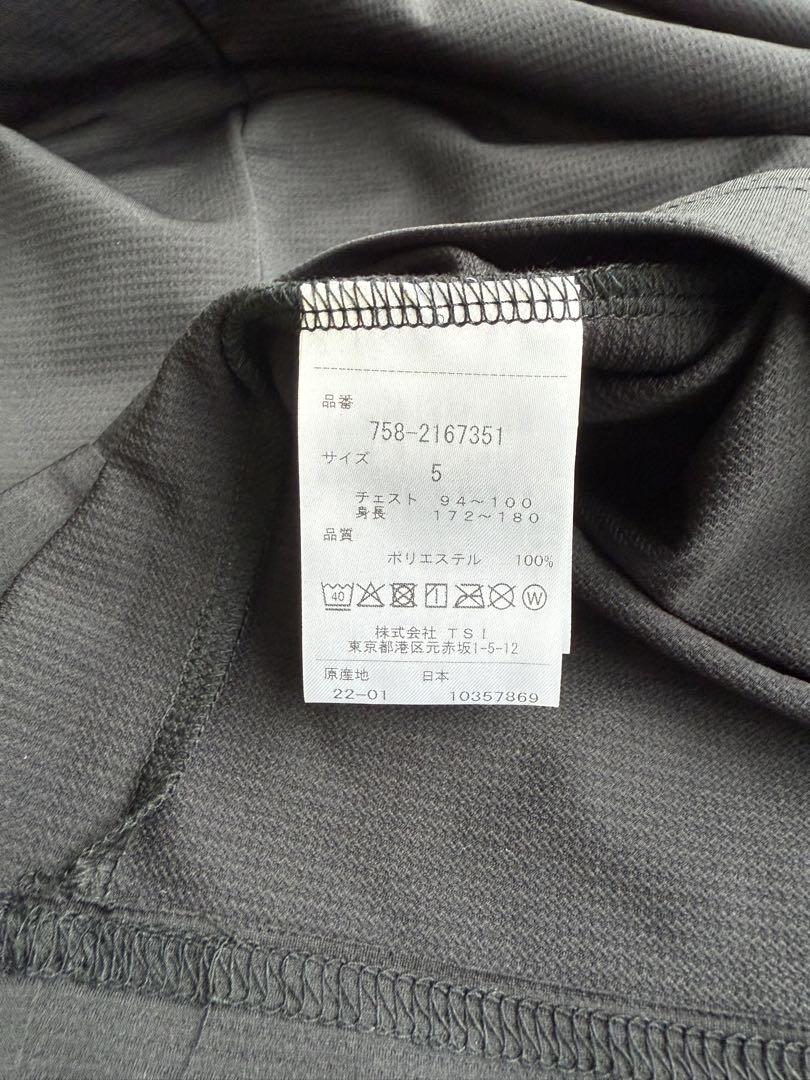 品番
758-2167351
サイズ
5
チェスト 94～100
身長 172～180
品質
ポリエステル 100%
40 W
株式会社 TSI
東京都港区元赤坂1-5-12
原産地 日本
22-01 10357869